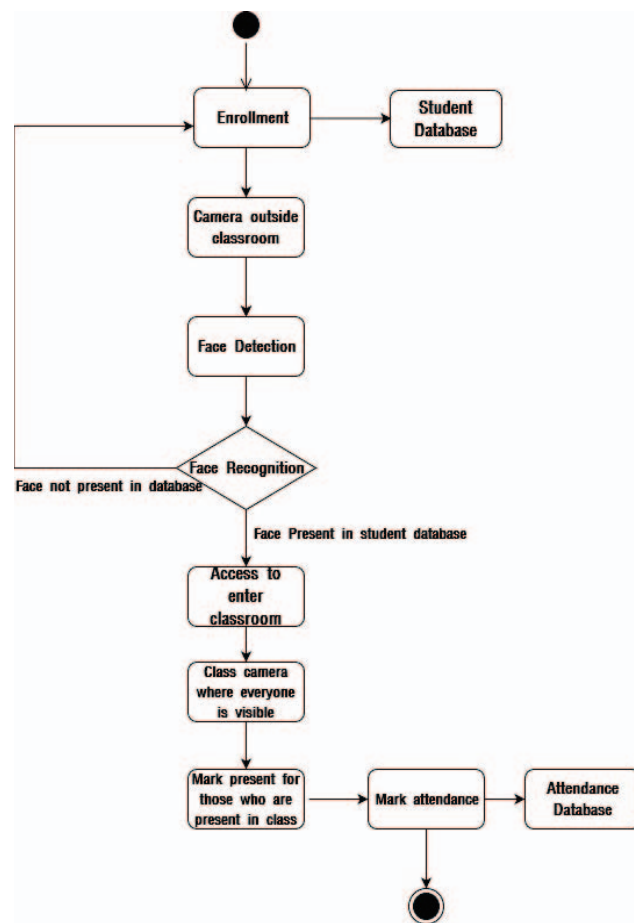 Enrollment
Student
Database
Camera outside
classroom
Face Detection
Face Recognition
Face not present in database
Face Present in student database
Access to
enter
classroom
Class camera
where everyone
is visible
Mark present for
those who are
present in class
Mark attendance
Attendance
Database